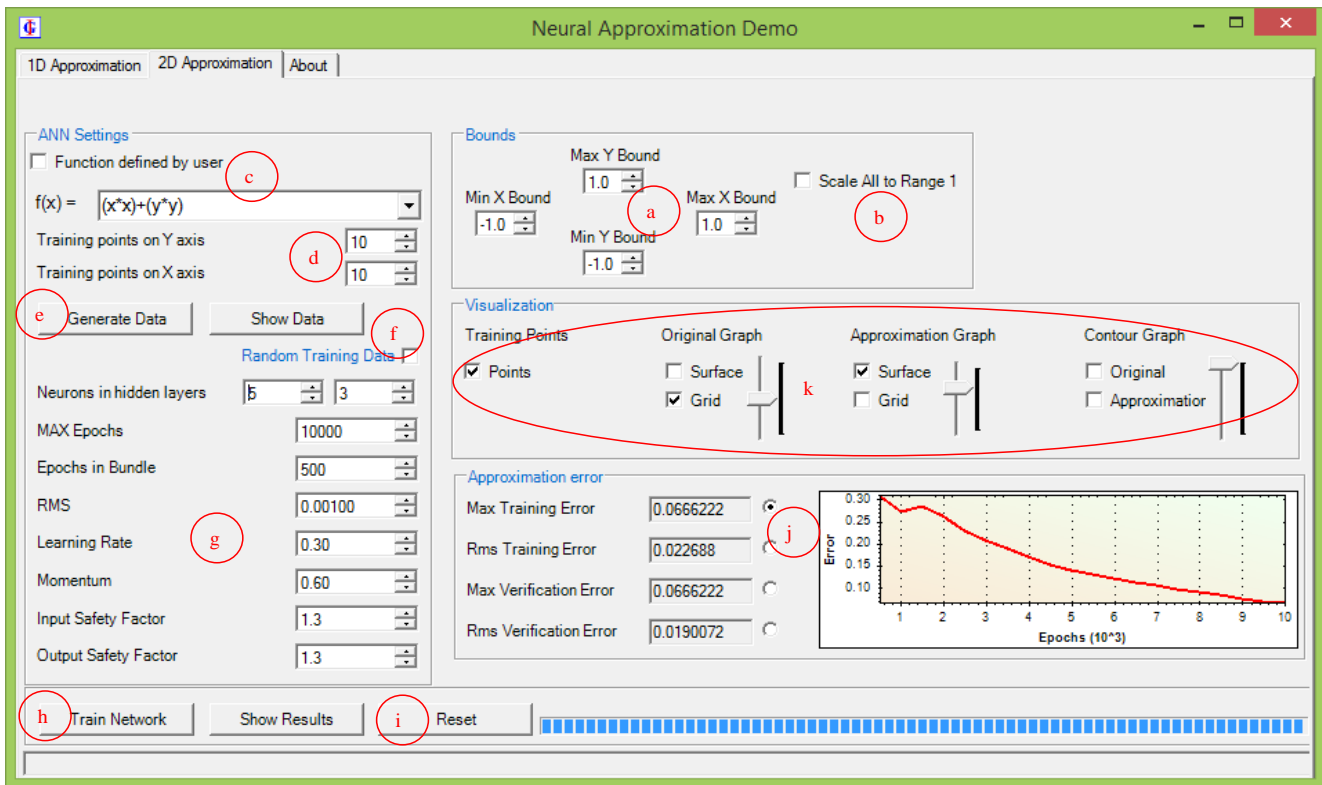 Neural Approximation Demo
1D Approximation 2D Approximation About
ANN Settings
Function defined by user
c
f(x) = (x*x)+(y*y)
Training points on Y axis 10
d
Training points on X axis 10
e Generate Data Show Data
f
Random Training Data
Neurons in hidden layers 5 3
MAX Epochs 10000
Epochs in Bundle 500
RMS 0.00100
g
Learning Rate 0.30
Momentum 0.60
Input Safety Factor 1.3
Output Safety Factor 1.3
Bounds
Max Y Bound
1.0
Min X Bound
-1.0
a
Max X Bound
1.0
Min Y Bound
-1.0
Scale All to Range 1
b
Visualization
Training Points Original Graph Approximation Graph Contour Graph
Points Surface Surface Original
k
Grid Grid Approximation
Approximation error
Max Training Error 0.0666222
j
Rms Training Error 0.022688
Max Verification Error 0.0666222
Rms Verification Error 0.0190072
0.30
0.25
0.20
0.15
0.10
Error
1 2 3 4 5 6 7 8 9 10
Epochs (10^3)
h Train Network Show Results i Reset